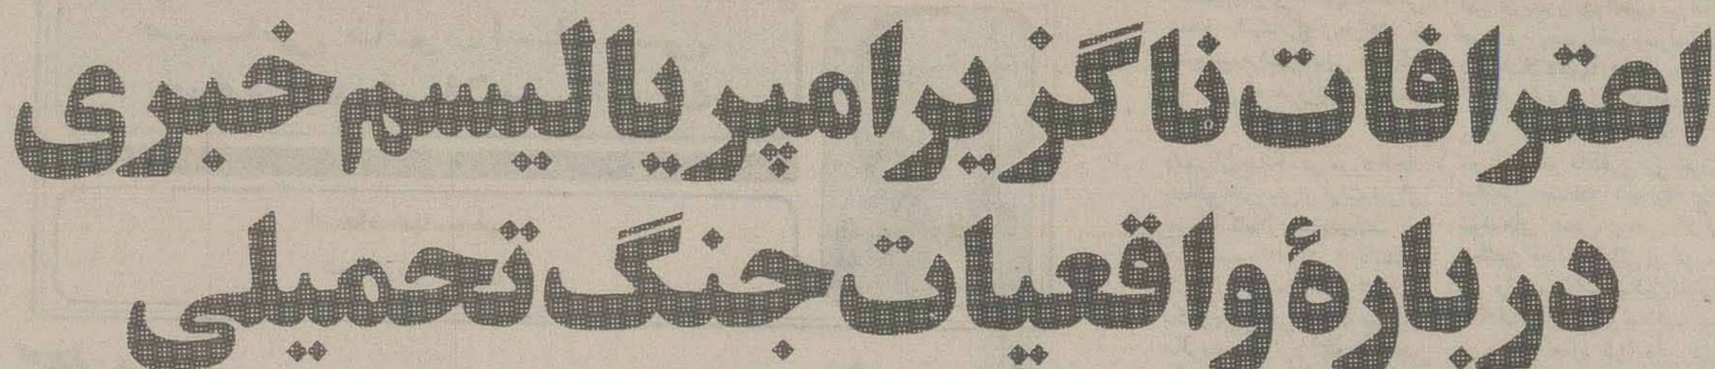 اعترافات ناگزیر امپریالیسم خبری
دربارهٔ واقعیات جنگ تحمیلی